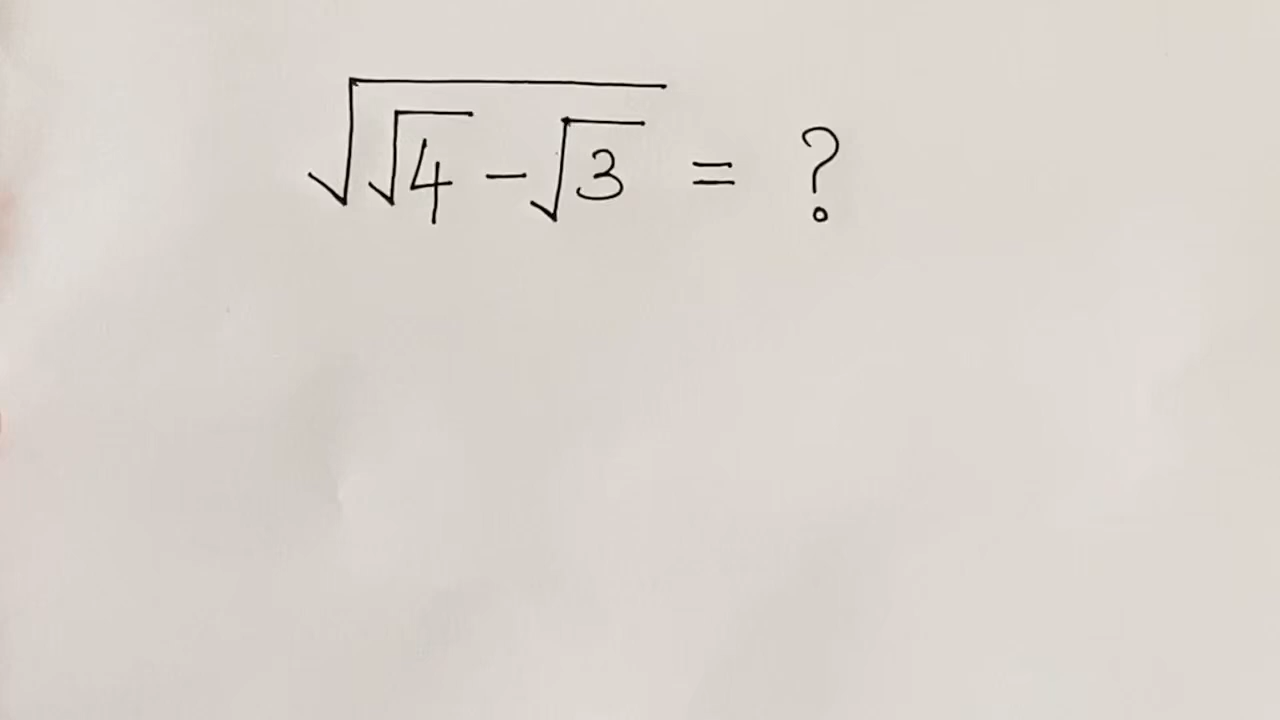 √(√4 - √3) = ?